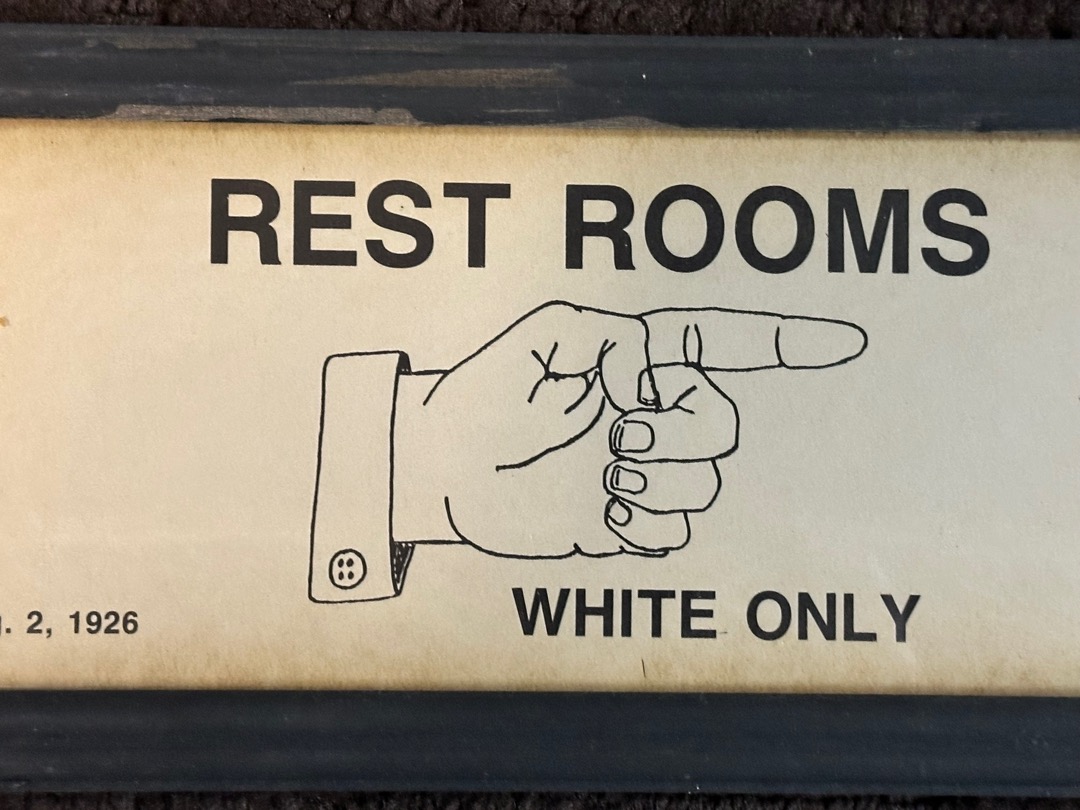 REST ROOMS
WHITE ONLY
2, 1926